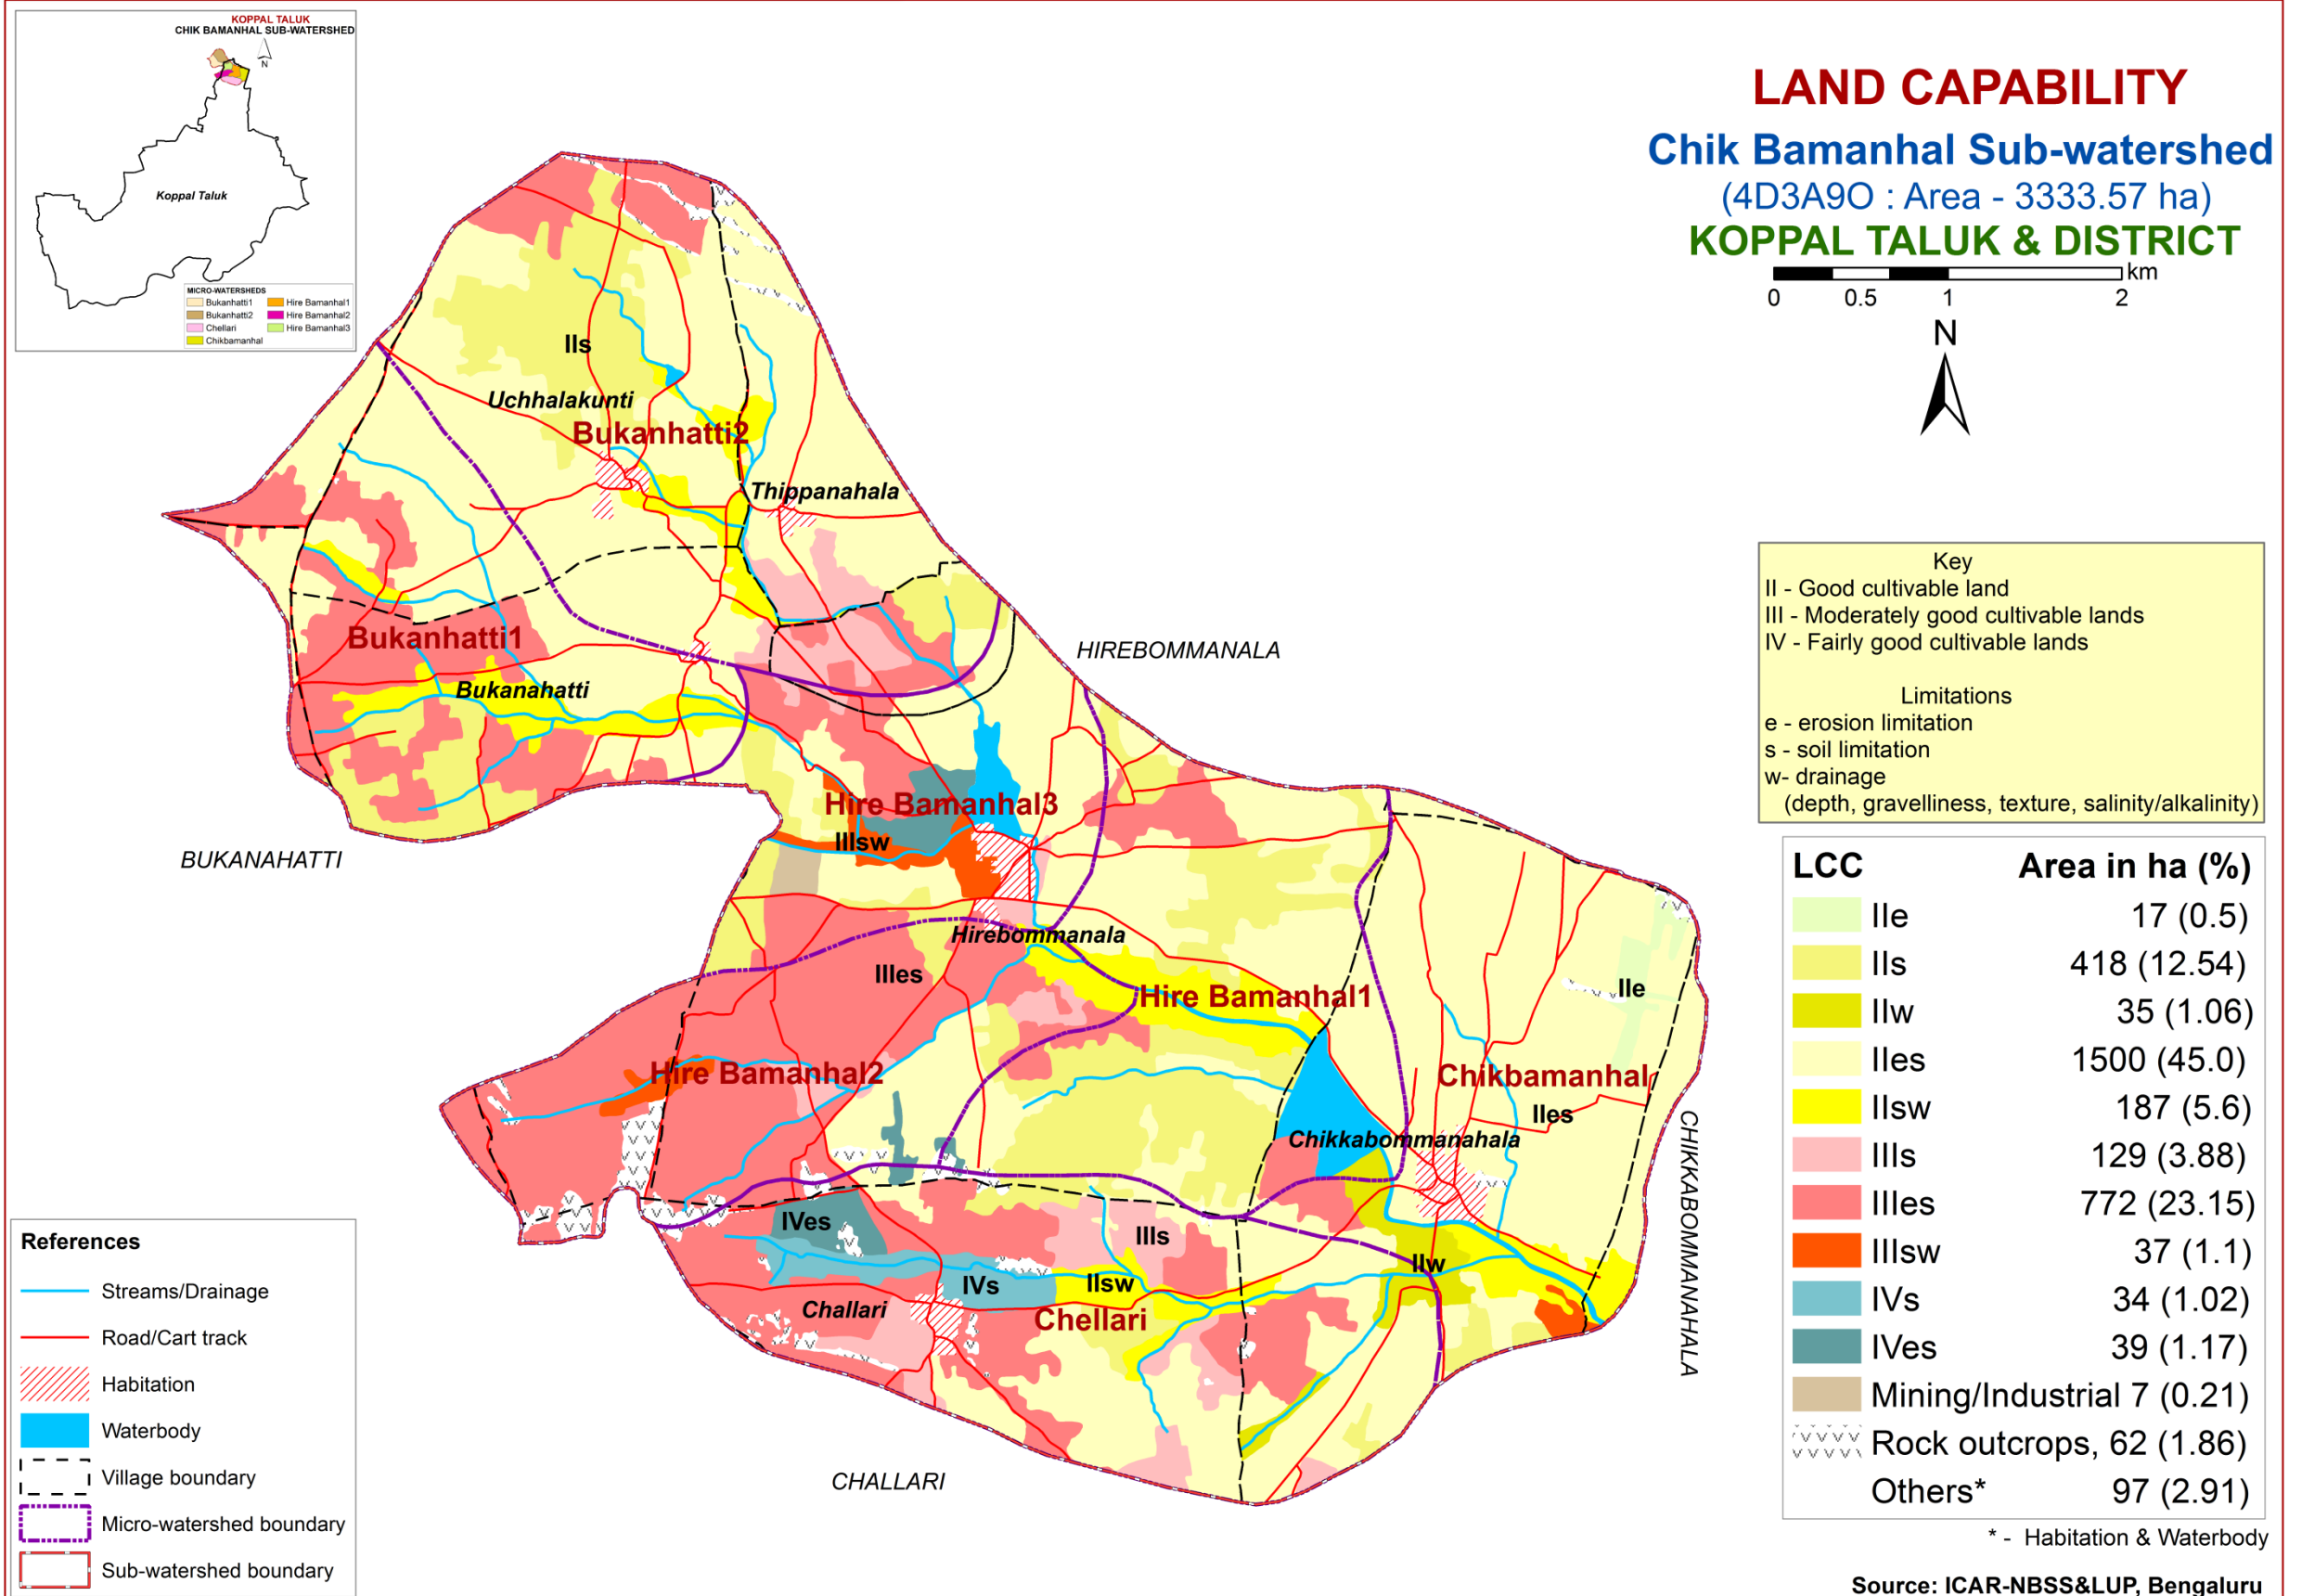 KOPPAL TALUK
CHIK BAMANHAL SUB-WATERSHED
N
Koppal Taluk
MICRO-WATERSHEDS
Bukanhatti1
Hire Bamanhal1
Bukanhatti2
Hire Bamanhal2
Chellari
Hire Bamanhal3
Chikbamanhal
LAND CAPABILITY
Chik Bamanhal Sub-watershed
(4D3A9O : Area - 3333.57 ha)
KOPPAL TALUK & DISTRICT
km
0 0.5 1 2
N
IIs
Uchhalakunti
Bukanhatti2
Thippanahala
Bukanhatti1
HIREBOMMANALA
Bukanahatti
Hire Bamanhal3
IIIsw
BUKANAHATTI
Hirebommanala
IIIes
IIe
Hire Bamanhal1
Hire Bamanhal2
Chikbamanhal
IIes
Chikkabommanahala
CHIKKABOMMANAHALA
IVes
IIIs
IIw
IVs
IIsw
Challari
Chellari
CHALLARI
Key
II - Good cultivable land
III - Moderately good cultivable lands
IV - Fairly good cultivable lands
Limitations
e - erosion limitation
s - soil limitation
w- drainage
(depth, gravelliness, texture, salinity/alkalinity)
LCC Area in ha (%)
IIe 17 (0.5)
IIs 418 (12.54)
IIw 35 (1.06)
IIes 1500 (45.0)
IIsw 187 (5.6)
IIIs 129 (3.88)
IIIes 772 (23.15)
IIIsw 37 (1.1)
IVs 34 (1.02)
IVes 39 (1.17)
Mining/Industrial 7 (0.21)
Rock outcrops, 62 (1.86)
Others* 97 (2.91)
* - Habitation & Waterbody
Source: ICAR-NBSS&LUP, Bengaluru
References
Streams/Drainage
Road/Cart track
Habitation
Waterbody
Village boundary
Micro-watershed boundary
Sub-watershed boundary